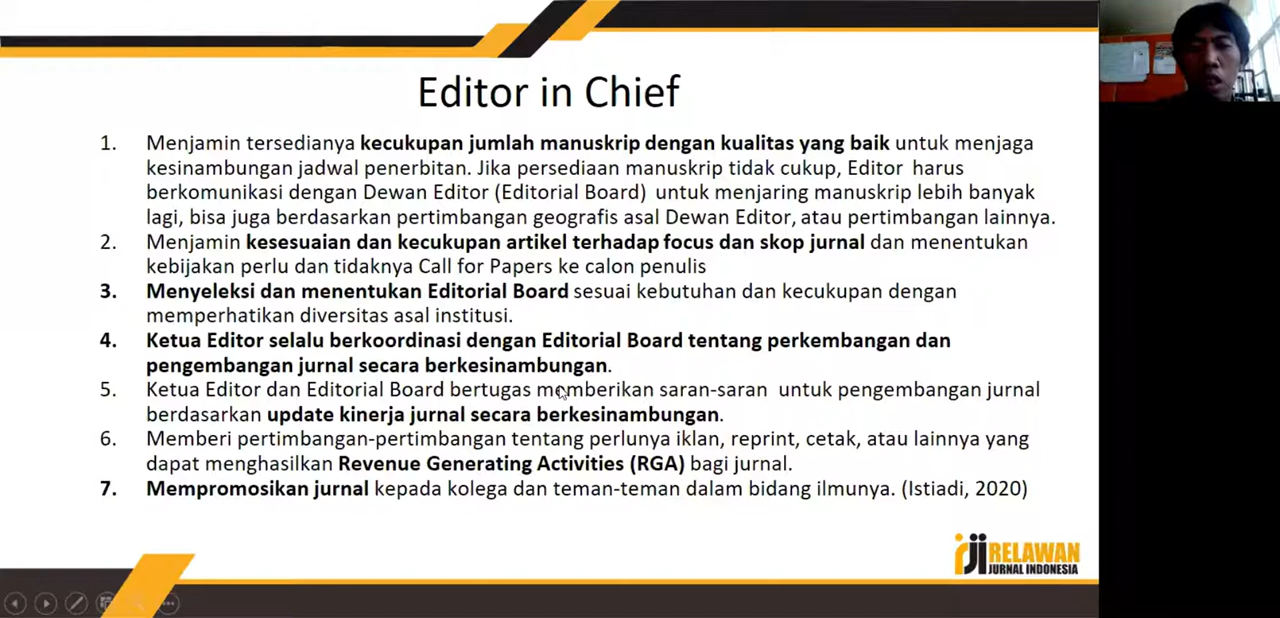 Editor in Chief
1. Menjamin tersedianya kecukupan jumlah manuskrip dengan kualitas yang baik untuk menjaga
kesinambungan jadwal penerbitan. Jika persediaan manuskrip tidak cukup, Editor harus
berkomunikasi dengan Dewan Editor (Editorial Board) untuk menjaring manuskrip lebih banyak
lagi, bisa juga berdasarkan pertimbangan geografis asal Dewan Editor, atau pertimbangan lainnya.
2. Menjamin kesesuaian dan kecukupan artikel terhadap focus dan skop jurnal dan menentukan
kebijakan perlu dan tidaknya Call for Papers ke calon penulis
3. Menyeleksi dan menentukan Editorial Board sesuai kebutuhan dan kecukupan dengan
memperhatikan diversitas asal institusi.
4. Ketua Editor selalu berkoordinasi dengan Editorial Board tentang perkembangan dan
pengembangan jurnal secara berkesinambungan.
5. Ketua Editor dan Editorial Board bertugas memberikan saran-saran untuk pengembangan jurnal
berdasarkan update kinerja jurnal secara berkesinambungan.
6. Memberi pertimbangan-pertimbangan tentang perlunya iklan, reprint, cetak, atau lainnya yang
dapat menghasilkan Revenue Generating Activities (RGA) bagi jurnal.
7. Mempromosikan jurnal kepada kolega dan teman-teman dalam bidang ilmunya. (Istiadi, 2020)
rji RELAWAN
JURNAL INDONESIA